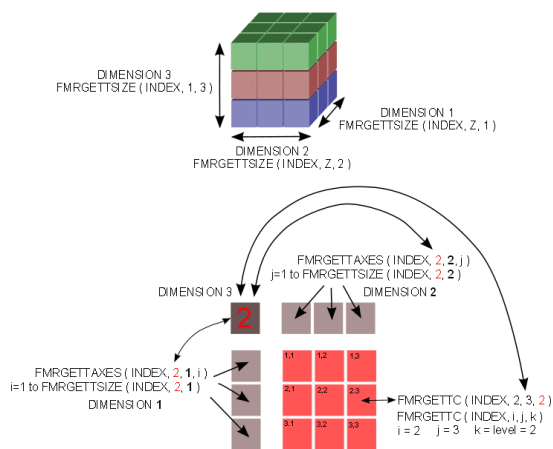 DIMENSION 3
FMRGETTSIZE ( INDEX, 1, 3 )
DIMENSION 1
FMRGETTSIZE ( INDEX, Z, 1 )
DIMENSION 2
FMRGETTSIZE ( INDEX, Z, 2 )
FMRGETTAXES ( INDEX, 2, 2, j )
j=1 to FMRGETTSIZE ( INDEX, 2, 2 )
DIMENSION 3
DIMENSION 2
2
FMRGETTAXES ( INDEX, 2, 1, i )
i=1 to FMRGETTSIZE ( INDEX, 2, 1 )
DIMENSION 1
1,1 1,2 1,3
2,1 2,2 2,3
3,1 3,2 3,3
FMRGETTC ( INDEX, 2, 3, 2 )
FMRGETTC ( INDEX, i, j, k )
i = 2 j = 3 k = level = 2